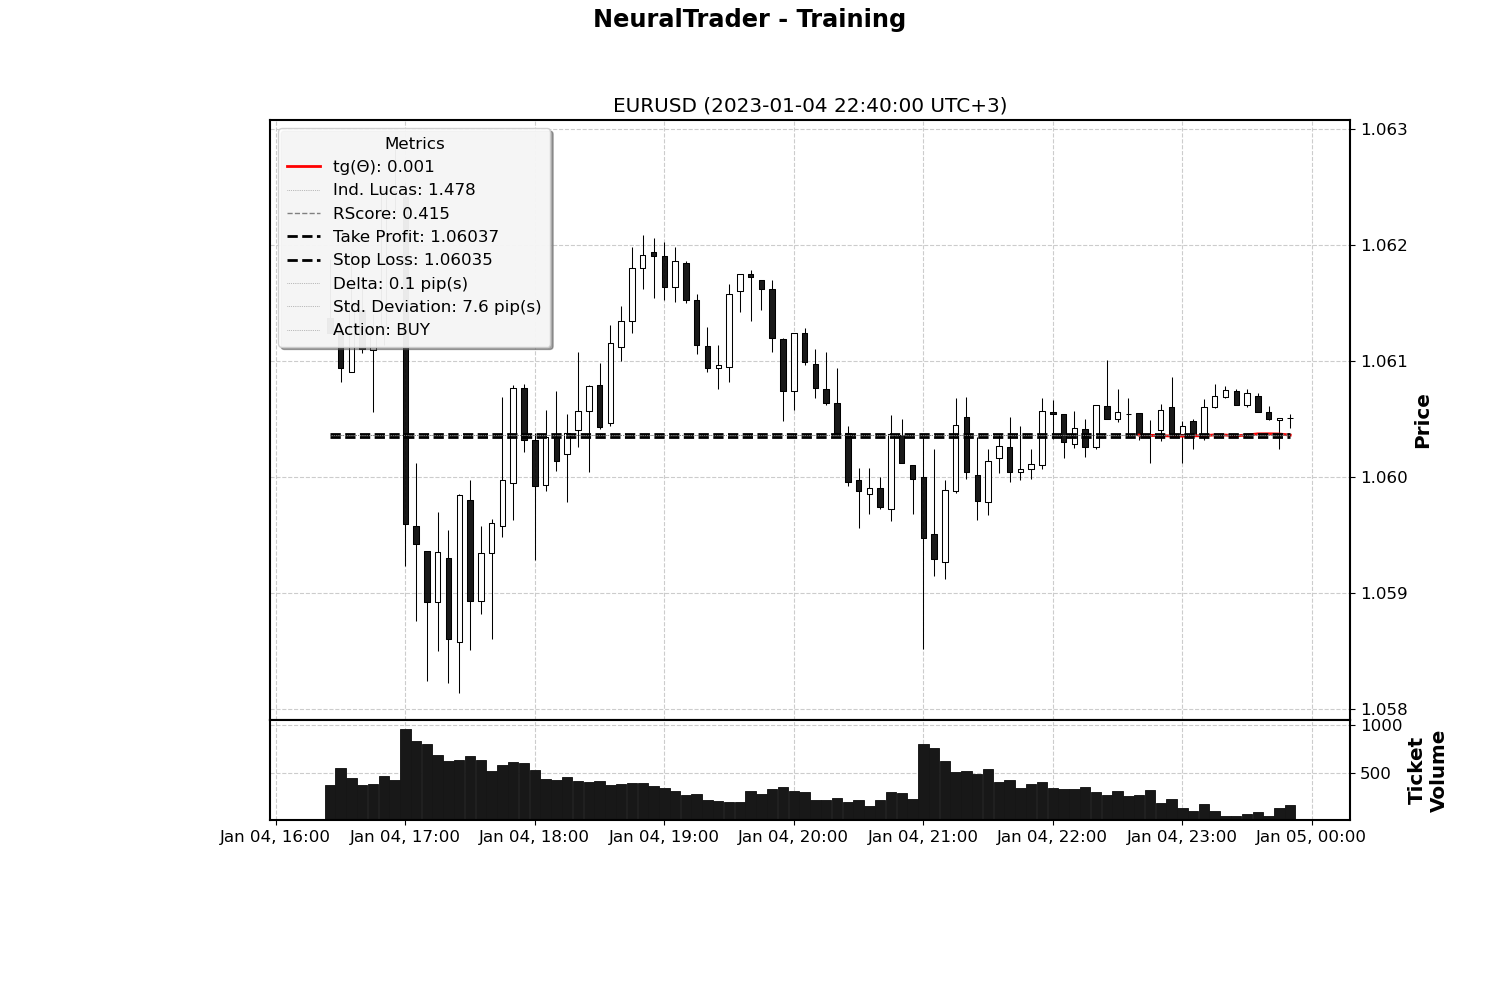 NeuralTrader - Training
EURUSD (2023-01-04 22:40:00 UTC+3)
Metrics
tg(Θ): 0.001
Ind. Lucas: 1.478
RScore: 0.415
Take Profit: 1.06037
Stop Loss: 1.06035
Delta: 0.1 pip(s)
Std. Deviation: 7.6 pip(s)
Action: BUY
1.063
1.062
1.061
1.060
1.059
1.058
Price
1000
500
Ticket
Volume
Jan 04, 16:00 Jan 04, 17:00 Jan 04, 18:00 Jan 04, 19:00 Jan 04, 20:00 Jan 04, 21:00 Jan 04, 22:00 Jan 04, 23:00 Jan 05, 00:00